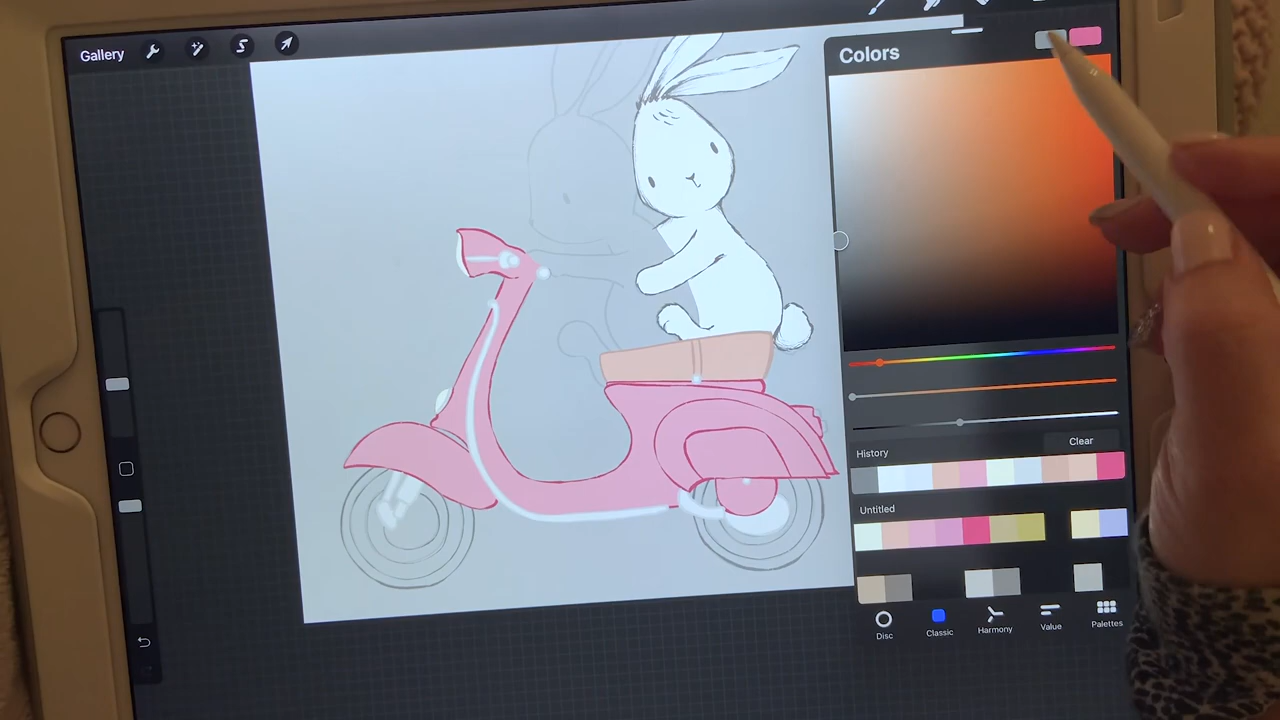 Gallery
Colors
Clear
History
Untitled
Disc
Classic
Harmony
Value
Palettes